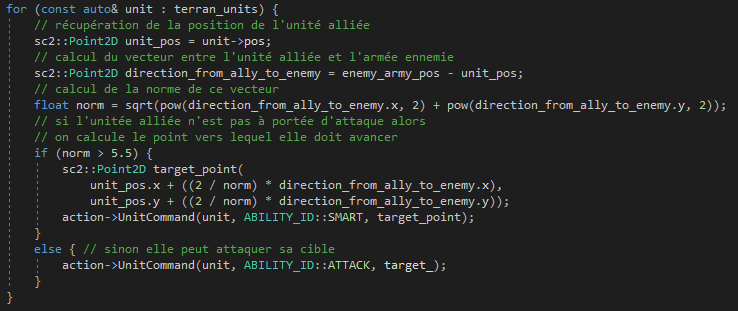 for (const auto& unit : terran_units) {
// récupération de la position de l'unité alliée
sc2::Point2D unit_pos = unit->pos;
// calcul du vecteur entre l'unité alliée et l'armée ennemie
sc2::Point2D direction_from_ally_to_enemy = enemy_army_pos - unit_pos;
// calcul de la norme de ce vecteur
float norm = sqrt(pow(direction_from_ally_to_enemy.x, 2) + pow(direction_from_ally_to_enemy.y, 2));
// si l'unitée alliée n'est pas à portée d'attaque alors
// on calcule le point vers lequel elle doit avancer
if (norm > 5.5) {
sc2::Point2D target_point(
unit_pos.x + ((2 / norm) * direction_from_ally_to_enemy.x),
unit_pos.y + ((2 / norm) * direction_from_ally_to_enemy.y));
action->UnitCommand(unit, ABILITY_ID::SMART, target_point);
}
else { // sinon elle peut attaquer sa cible
action->UnitCommand(unit, ABILITY_ID::ATTACK, target_);
}
}